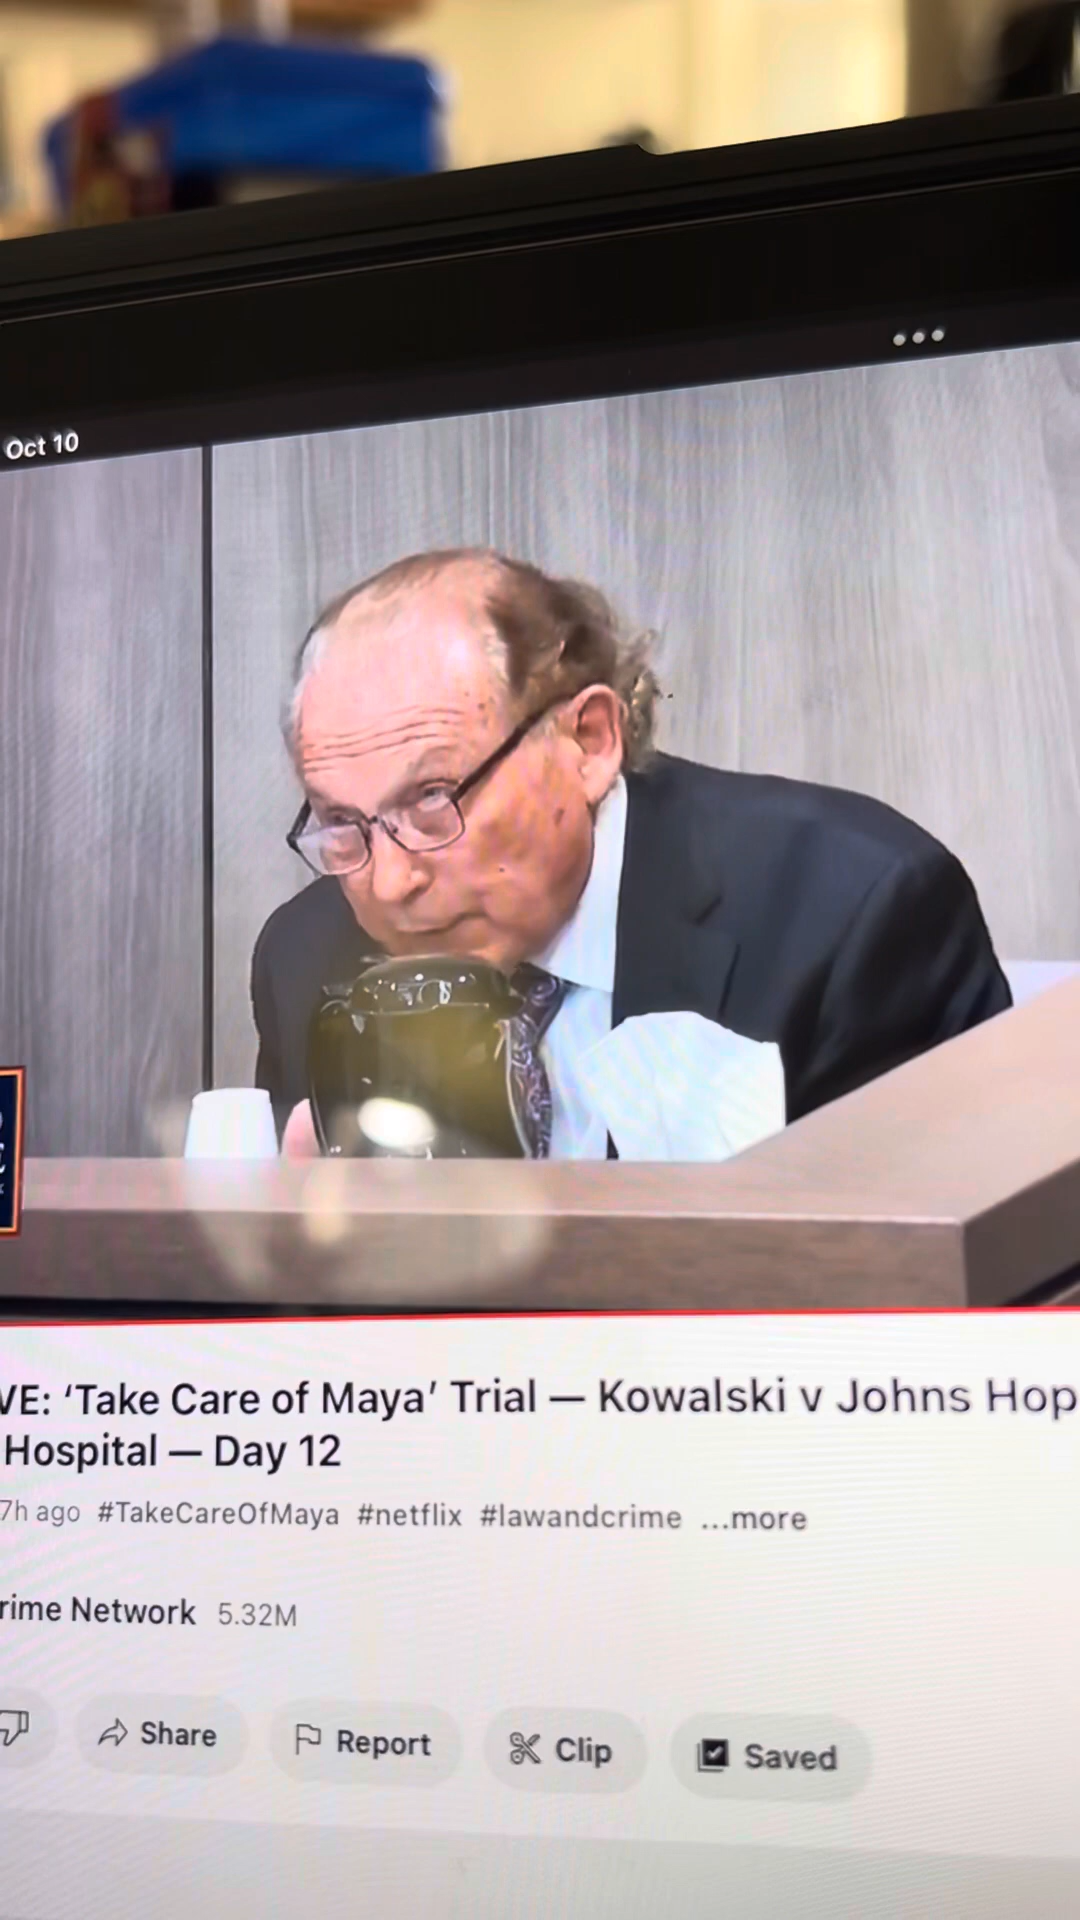 Oct 10
VE: ‘Take Care of Maya’ Trial — Kowalski v Johns Hop
Hospital — Day 12
7h ago #TakeCareOfMaya #netflix #lawandcrime ...more
rime Network 5.32M
Share Report Clip Saved